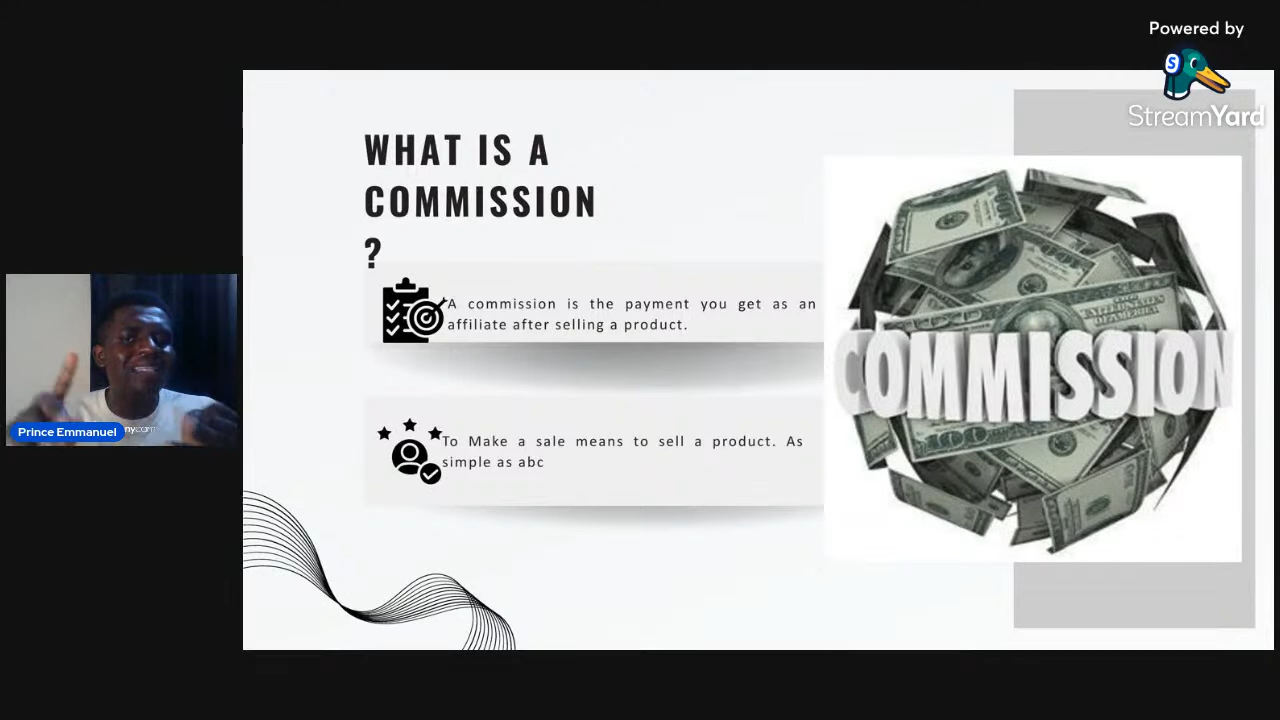 Powered by
StreamYard
WHAT IS A
COMMISSION
?
A commission is the payment you get as an
affiliate after selling a product.
To Make a sale means to sell a product. As
simple as abc
COMMISSION
100
Prince Emmanuel